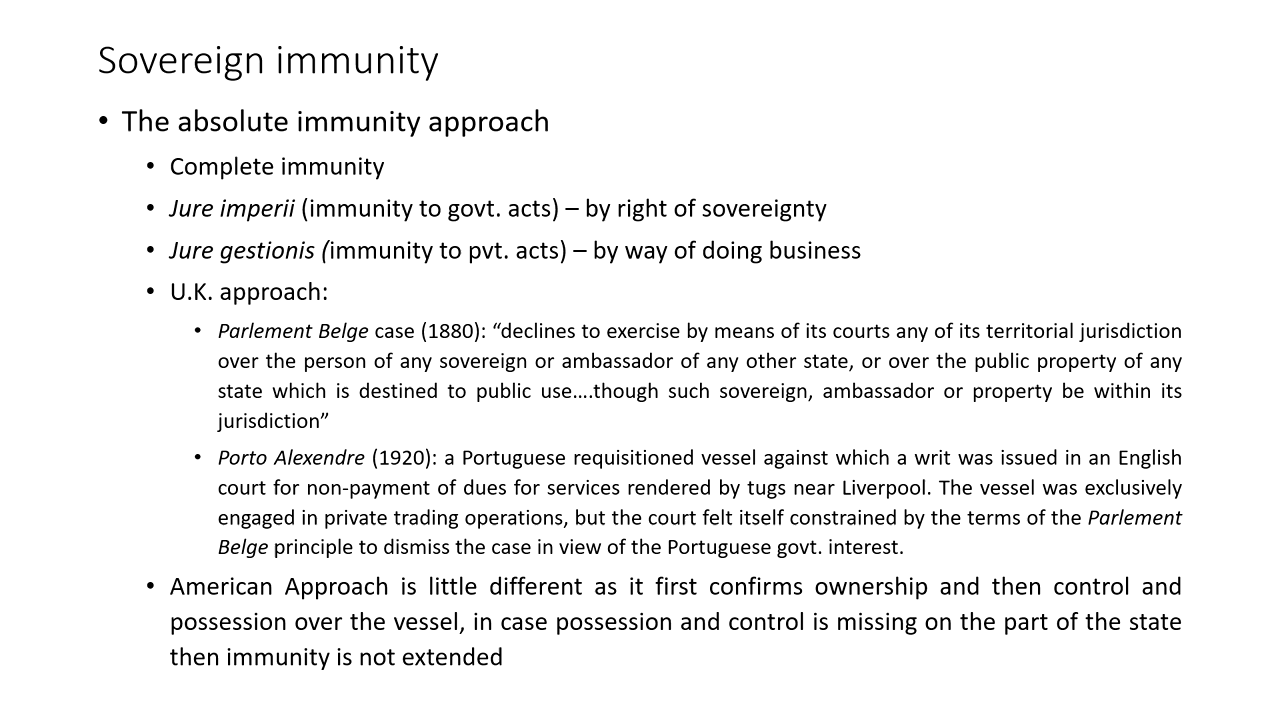 Sovereign immunity
• The absolute immunity approach
• Complete immunity
• Jure imperii (immunity to govt. acts) – by right of sovereignty
• Jure gestionis (immunity to pvt. acts) – by way of doing business
• U.K. approach:
• Parlement Belge case (1880): “declines to exercise by means of its courts any of its territorial jurisdiction
over the person of any sovereign or ambassador of any other state, or over the public property of any
state which is destined to public use….though such sovereign, ambassador or property be within its
jurisdiction”
• Porto Alexendre (1920): a Portuguese requisitioned vessel against which a writ was issued in an English
court for non-payment of dues for services rendered by tugs near Liverpool. The vessel was exclusively
engaged in private trading operations, but the court felt itself constrained by the terms of the Parlement
Belge principle to dismiss the case in view of the Portuguese govt. interest.
• American Approach is little different as it first confirms ownership and then control and
possession over the vessel, in case possession and control is missing on the part of the state
then immunity is not extended